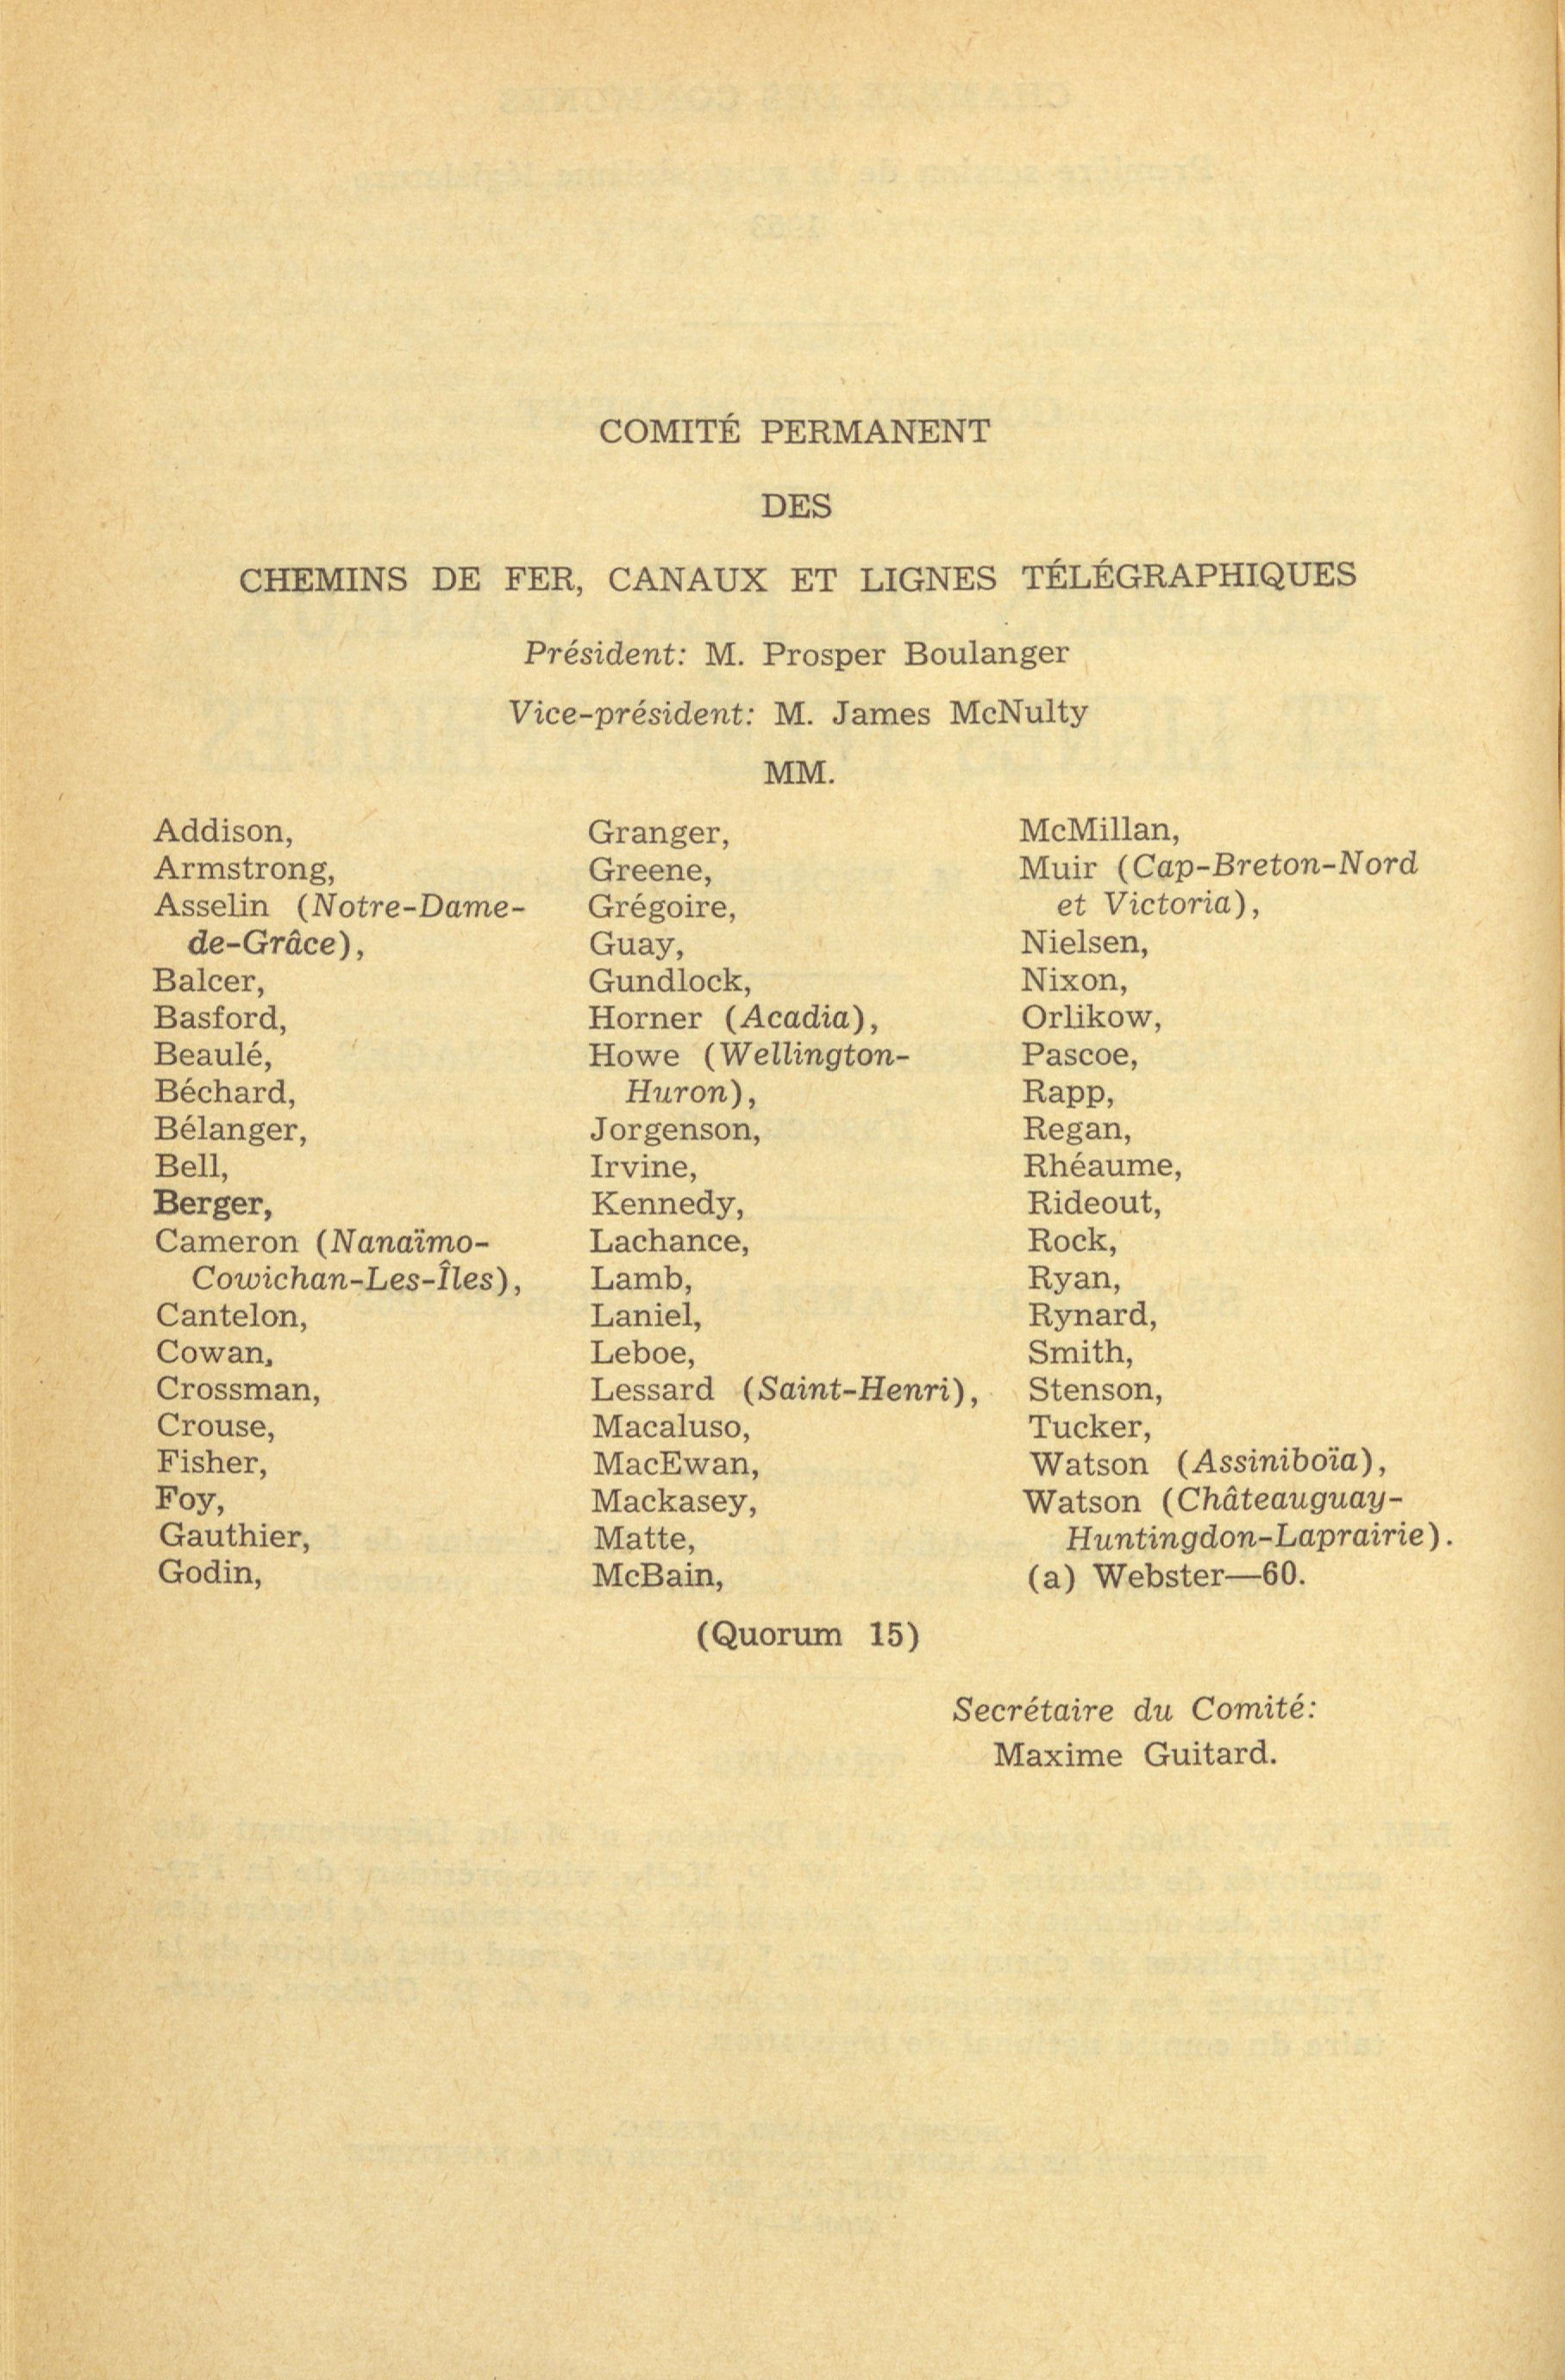 COMITÉ PERMANENT
DES
CHEMINS DE FER, CANAUX ET LIGNES TÉLÉGRAPHIQUES
Président: M. Prosper Boulanger
Vice-président: M. James McNulty
MM.
Addison,
Armstrong,
Asselin (Notre-Dame-
de-Grâce),
Balcer,
Basford,
Beaulé,
Béchard,
Bélanger,
Bell,
Berger,
Cameron (Nanaïmo-
Cowichan-Les-Îles),
Cantelon,
Cowan,
Crossman,
Crouse,
Fisher,
Foy,
Gauthier,
Godin,
Granger,
Greene,
Grégoire,
Guay,
Gundlock,
Horner (Acadia),
Howe (Wellington-
Huron),
Jorgenson,
Irvine,
Kennedy,
Lachance,
Lamb,
Laniel,
Leboe,
Lessard (Saint-Henri),
Macaluso,
MacEwan,
Mackasey,
Matte,
McBain,
McMillan,
Muir (Cap-Breton-Nord
et Victoria),
Nielsen,
Nixon,
Orlikow,
Pascoe,
Rapp,
Regan,
Rhéaume,
Rideout,
Rock,
Ryan,
Rynard,
Smith,
Stenson,
Tucker,
Watson (Assiniboïa),
Watson (Châteauguay-
Huntingdon-Laprairie).
(a) Webster—60.
(Quorum 15)
Secrétaire du Comité:
Maxime Guitard.